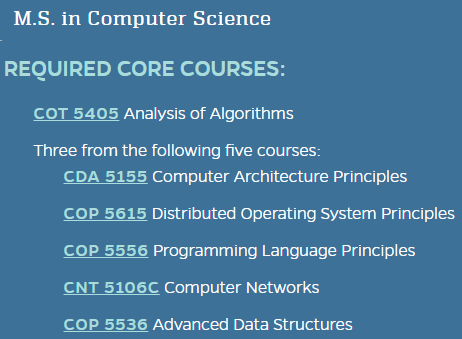 M.S. in Computer Science
REQUIRED CORE COURSES:
COT 5405 Analysis of Algorithms
Three from the following five courses:
CDA 5155 Computer Architecture Principles
COP 5615 Distributed Operating System Principles
COP 5556 Programming Language Principles
CNT 5106C Computer Networks
COP 5536 Advanced Data Structures